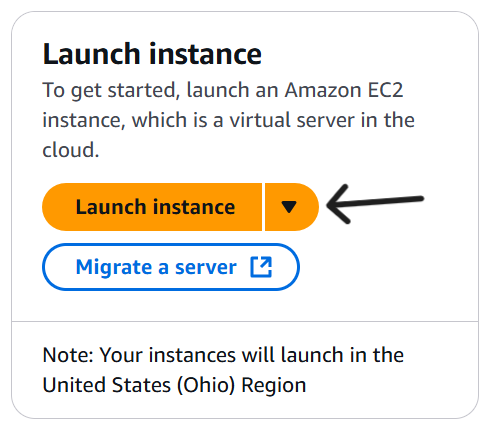 Launch instance
To get started, launch an Amazon EC2
instance, which is a virtual server in the
cloud.
Launch instance
Migrate a server
Note: Your instances will launch in the
United States (Ohio) Region